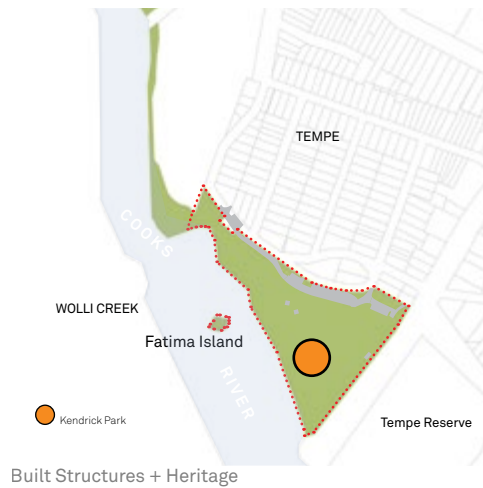 TEMPE
COOKS
WOLLI CREEK
Fatima Island
RIVER
Kendrick Park
Tempe Reserve
Built Structures + Heritage